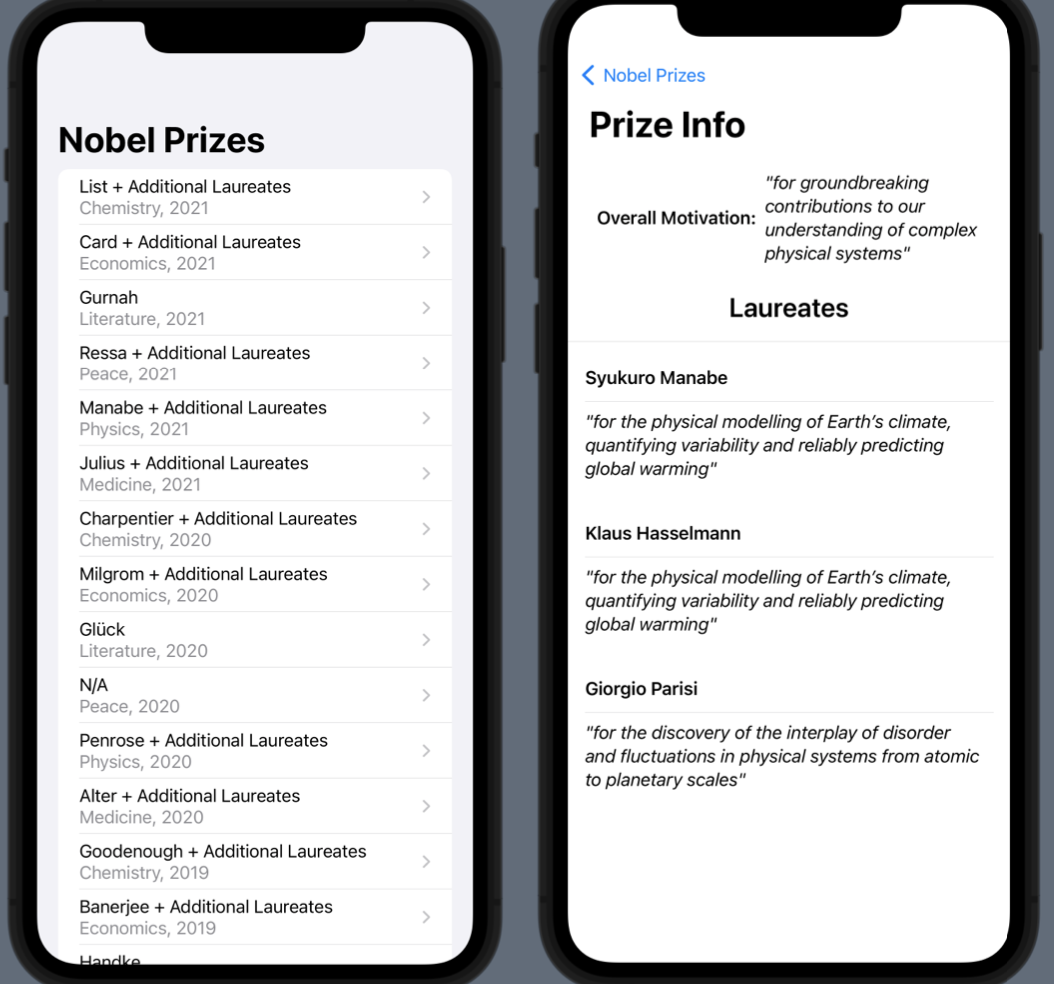 Nobel Prizes
List + Additional Laureates
Chemistry, 2021
Card + Additional Laureates
Economics, 2021
Gurnah
Literature, 2021
Ressa + Additional Laureates
Peace, 2021
Manabe + Additional Laureates
Physics, 2021
Julius + Additional Laureates
Medicine, 2021
Charpentier + Additional Laureates
Chemistry, 2020
Milgrom + Additional Laureates
Economics, 2020
Glück
Literature, 2020
N/A
Peace, 2020
Penrose + Additional Laureates
Physics, 2020
Alter + Additional Laureates
Medicine, 2020
Goodenough + Additional Laureates
Chemistry, 2019
Banerjee + Additional Laureates
Economics, 2019
Handke
Nobel Prizes
Prize Info
Overall Motivation:
"for groundbreaking
contributions to our
understanding of complex
physical systems"
Laureates
Syukuro Manabe
"for the physical modelling of Earth’s climate,
quantifying variability and reliably predicting
global warming"
Klaus Hasselmann
"for the physical modelling of Earth’s climate,
quantifying variability and reliably predicting
global warming"
Giorgio Parisi
"for the discovery of the interplay of disorder
and fluctuations in physical systems from atomic
to planetary scales"